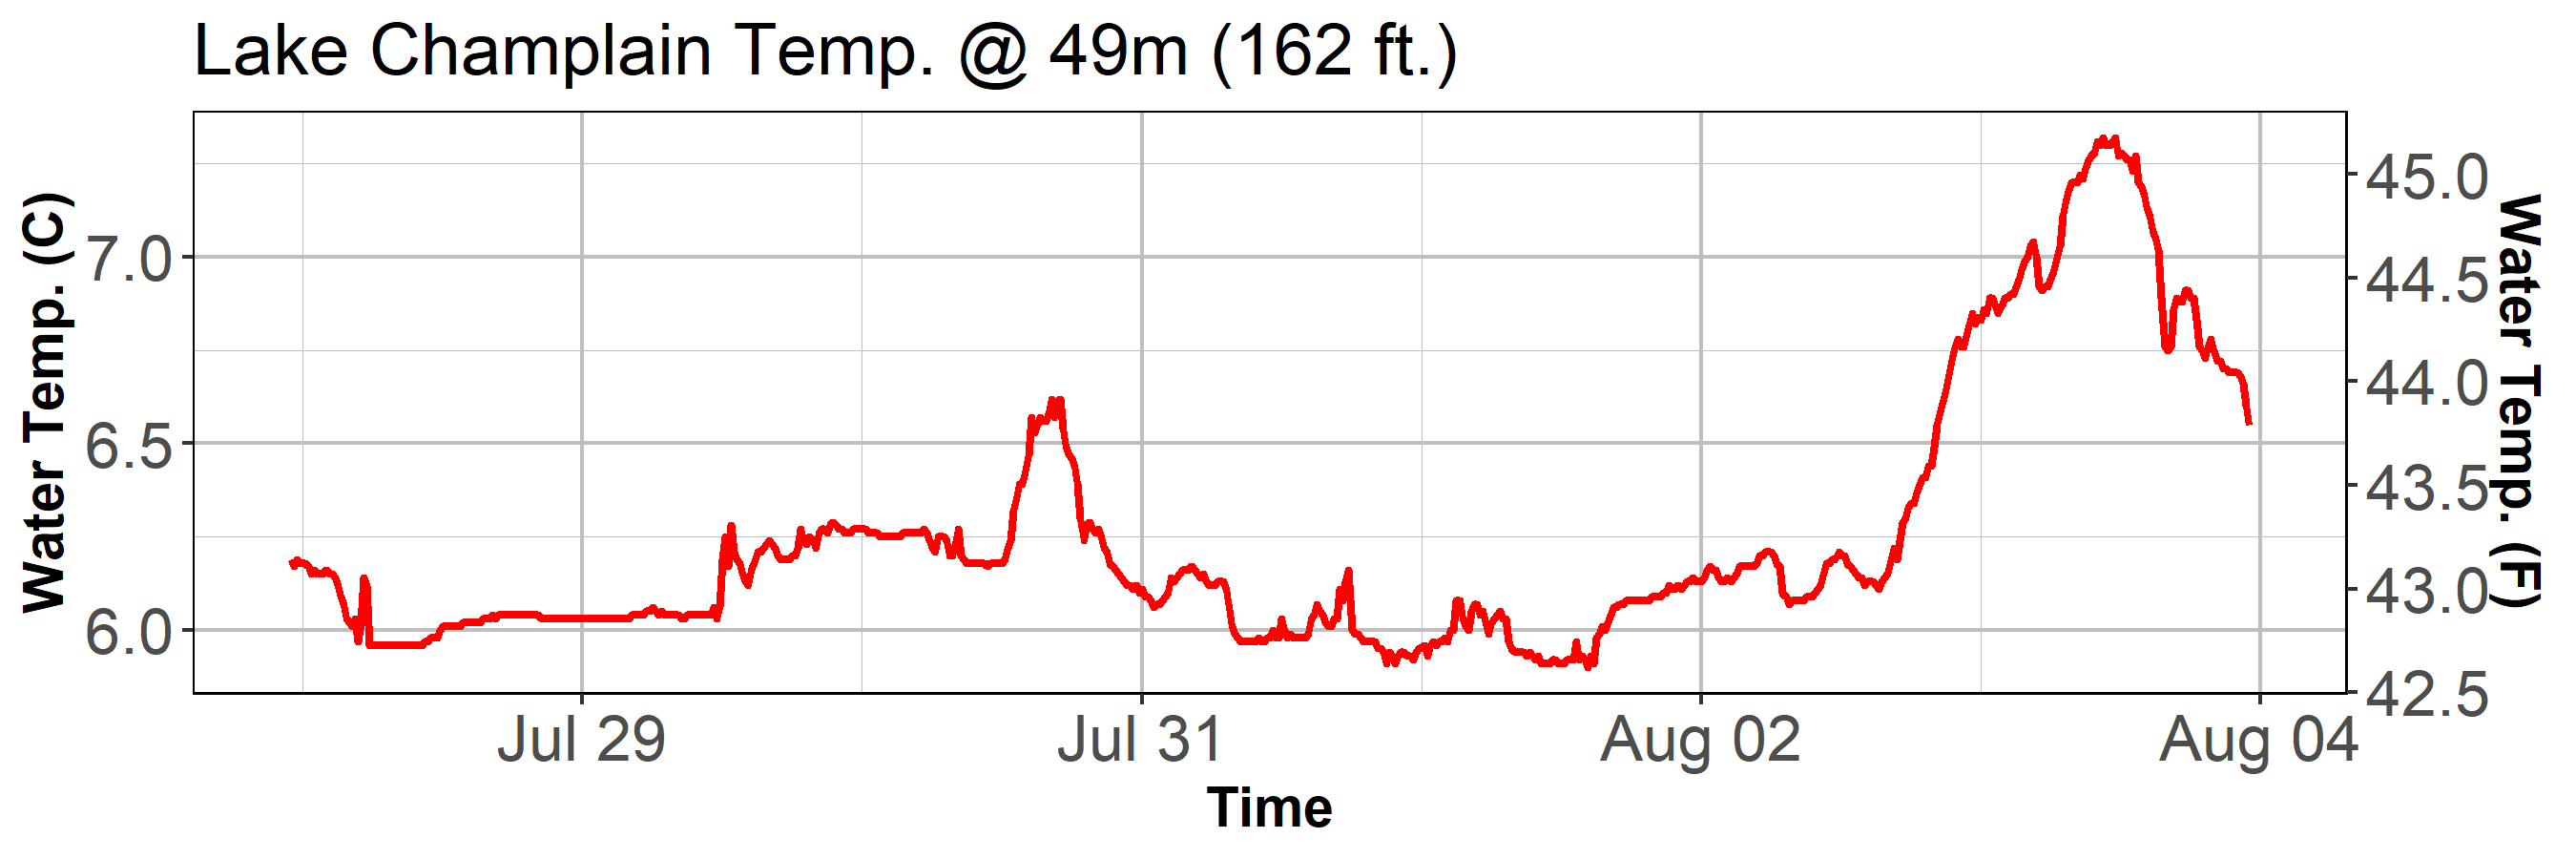 Lake Champlain Temp. @ 49m (162 ft.)
Water Temp. (C)
7.0
6.5
6.0
45.0
44.5
44.0
43.5
43.0
42.5
Water Temp. (F)
Jul 29
Jul 31
Aug 02
Aug 04
Time